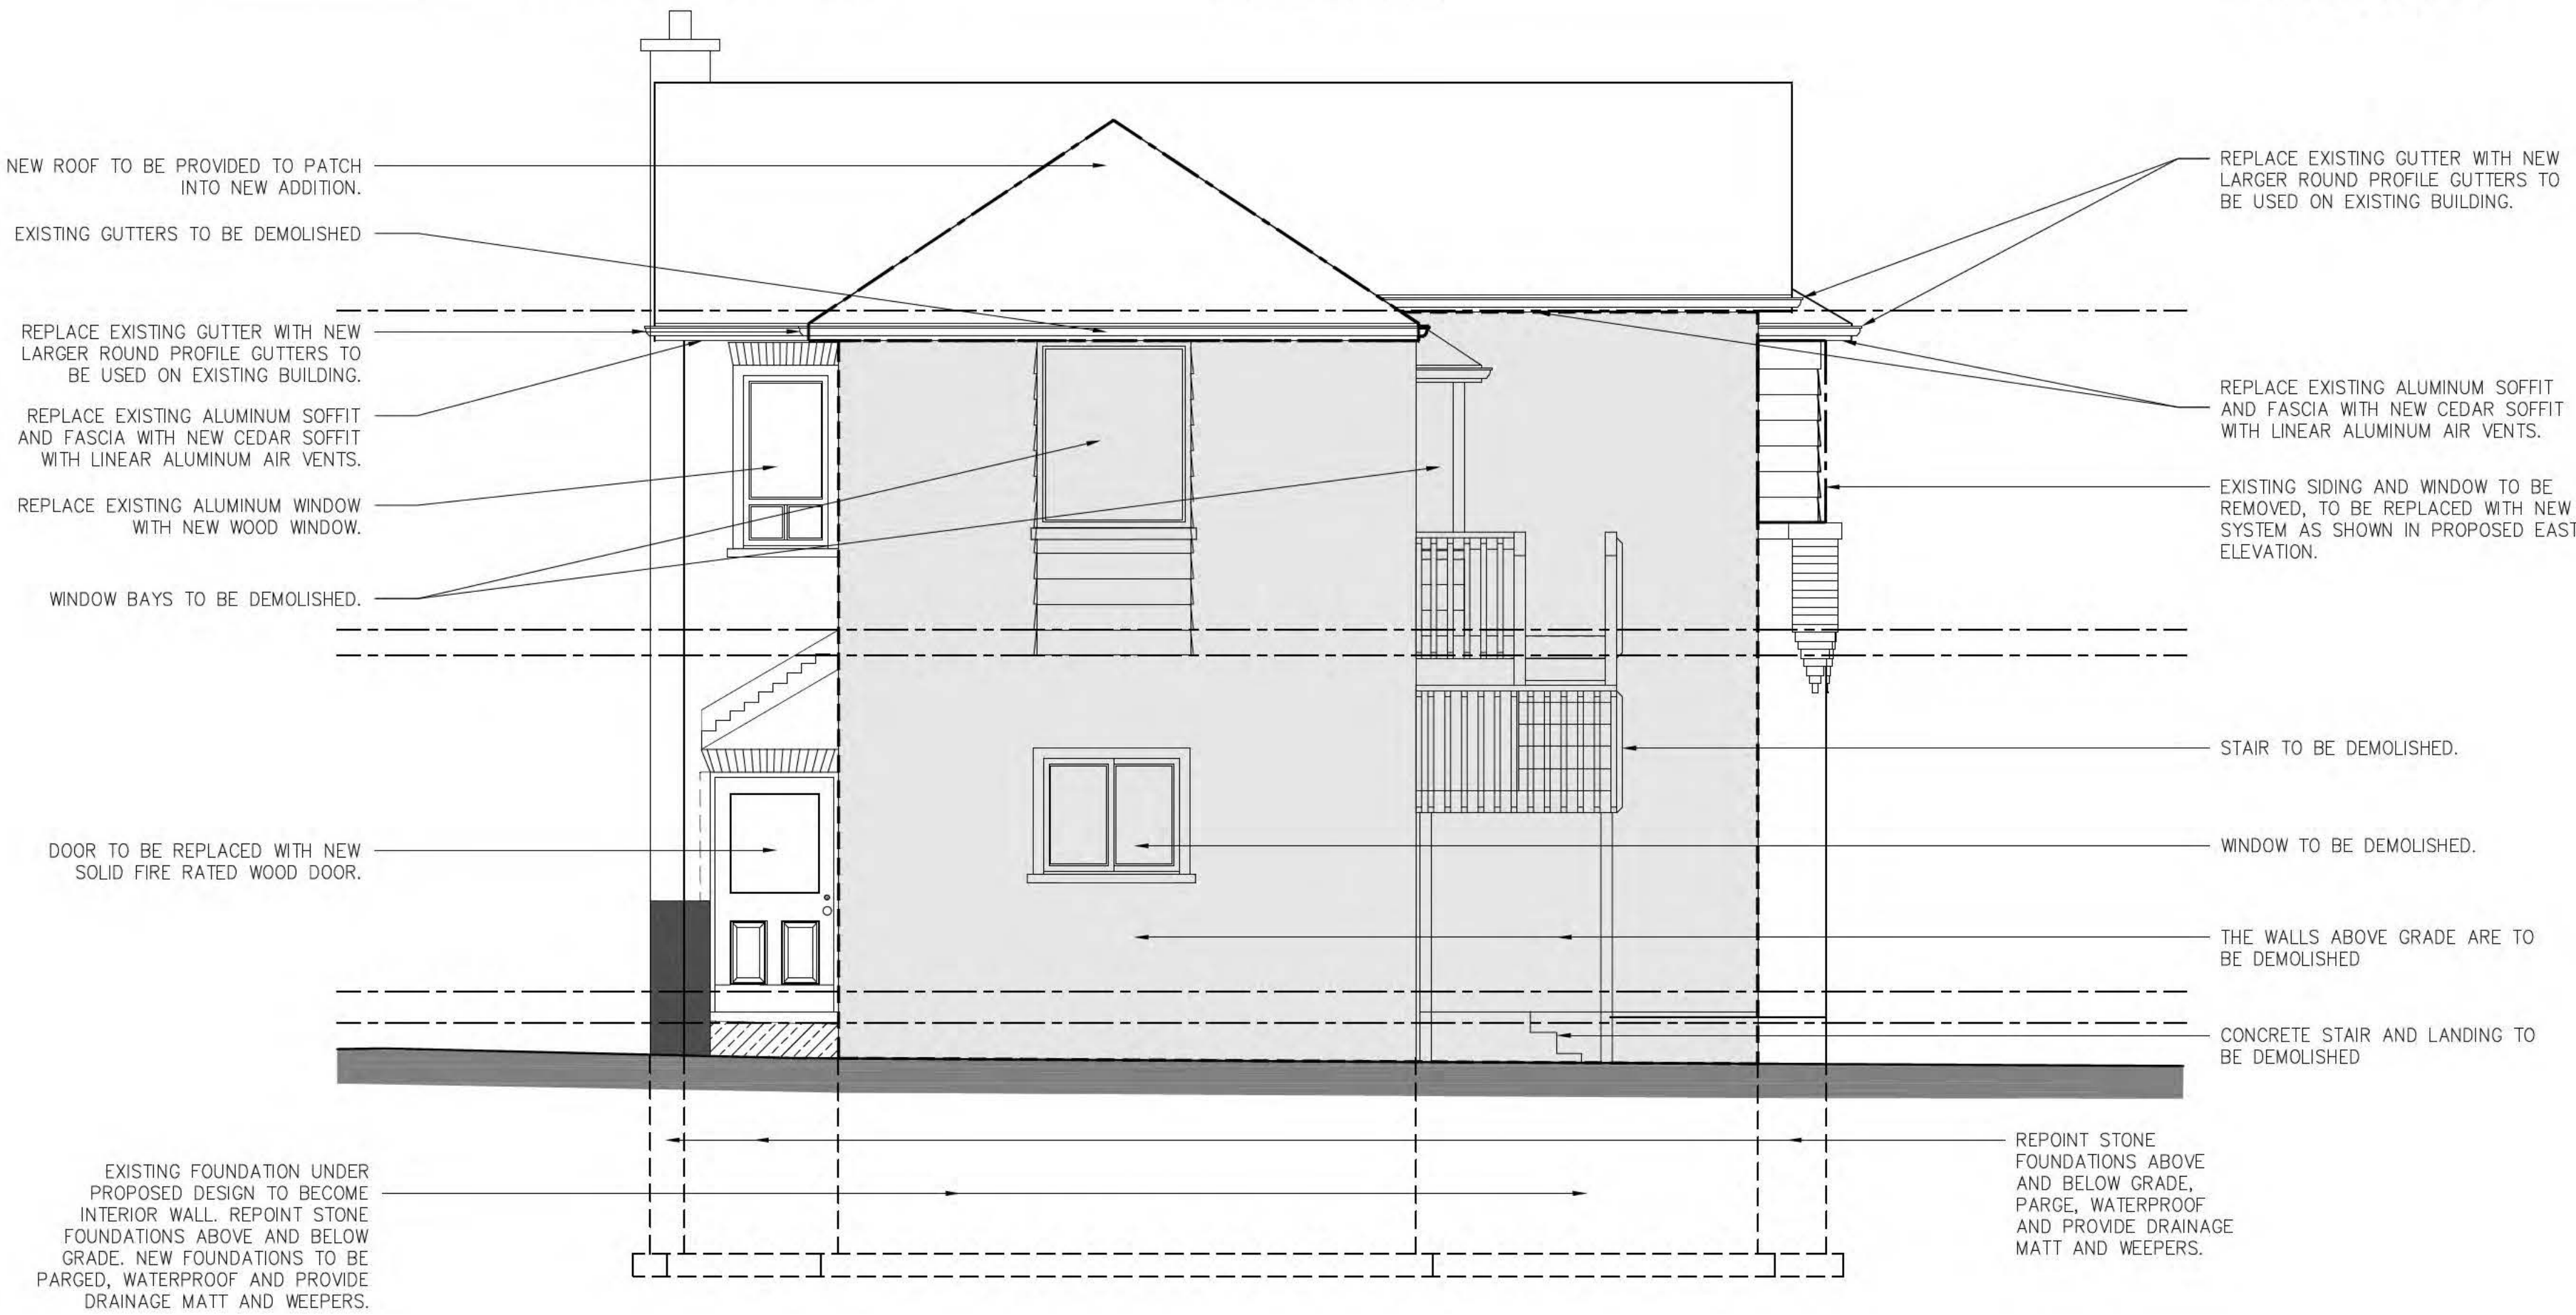 NEW ROOF TO BE PROVIDED TO PATCH
INTO NEW ADDITION.
EXISTING GUTTERS TO BE DEMOLISHED
REPLACE EXISTING GUTTER WITH NEW
LARGER ROUND PROFILE GUTTERS TO
BE USED ON EXISTING BUILDING.
REPLACE EXISTING ALUMINUM SOFFIT
AND FASCIA WITH NEW CEDAR SOFFIT
WITH LINEAR ALUMINUM AIR VENTS.
REPLACE EXISTING ALUMINUM WINDOW
WITH NEW WOOD WINDOW.
WINDOW BAYS TO BE DEMOLISHED.
DOOR TO BE REPLACED WITH NEW
SOLID FIRE RATED WOOD DOOR.
EXISTING FOUNDATION UNDER
PROPOSED DESIGN TO BECOME
INTERIOR WALL. REPOINT STONE
FOUNDATIONS ABOVE AND BELOW
GRADE. NEW FOUNDATIONS TO BE
PARGED, WATERPROOF AND PROVIDE
DRAINAGE MATT AND WEEPERS.
REPLACE EXISTING GUTTER WITH NEW
LARGER ROUND PROFILE GUTTERS TO
BE USED ON EXISTING BUILDING.
REPLACE EXISTING ALUMINUM SOFFIT
AND FASCIA WITH NEW CEDAR SOFFIT
WITH LINEAR ALUMINUM AIR VENTS.
EXISTING SIDING AND WINDOW TO BE
REMOVED, TO BE REPLACED WITH NEW
SYSTEM AS SHOWN IN PROPOSED EAST
ELEVATION.
STAIR TO BE DEMOLISHED.
WINDOW TO BE DEMOLISHED.
THE WALLS ABOVE GRADE ARE TO
BE DEMOLISHED
CONCRETE STAIR AND LANDING TO
BE DEMOLISHED
REPOINT STONE
FOUNDATIONS ABOVE
AND BELOW GRADE,
PARGE, WATERPROOF
AND PROVIDE DRAINAGE
MATT AND WEEPERS.